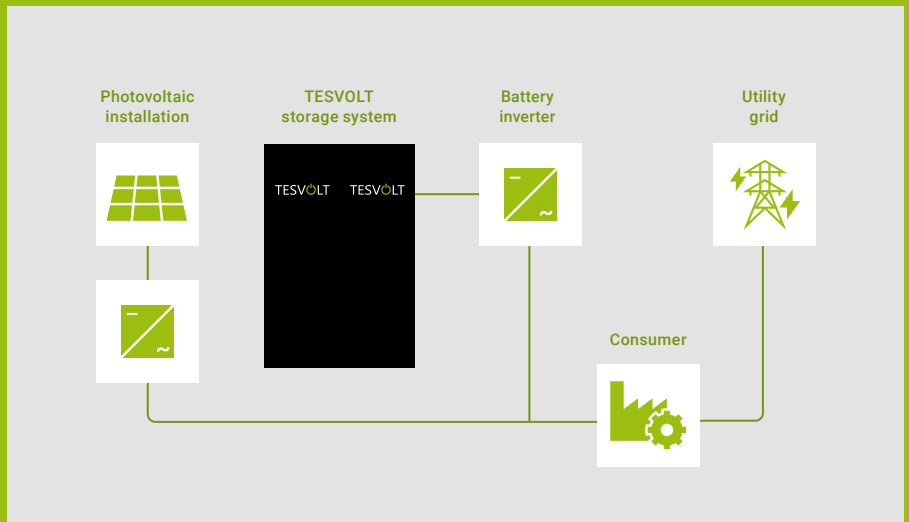 Photovoltaic
installation
TESVOLT
storage system
Battery
inverter
Utility
grid
TESVOLT TESVOLT
Consumer